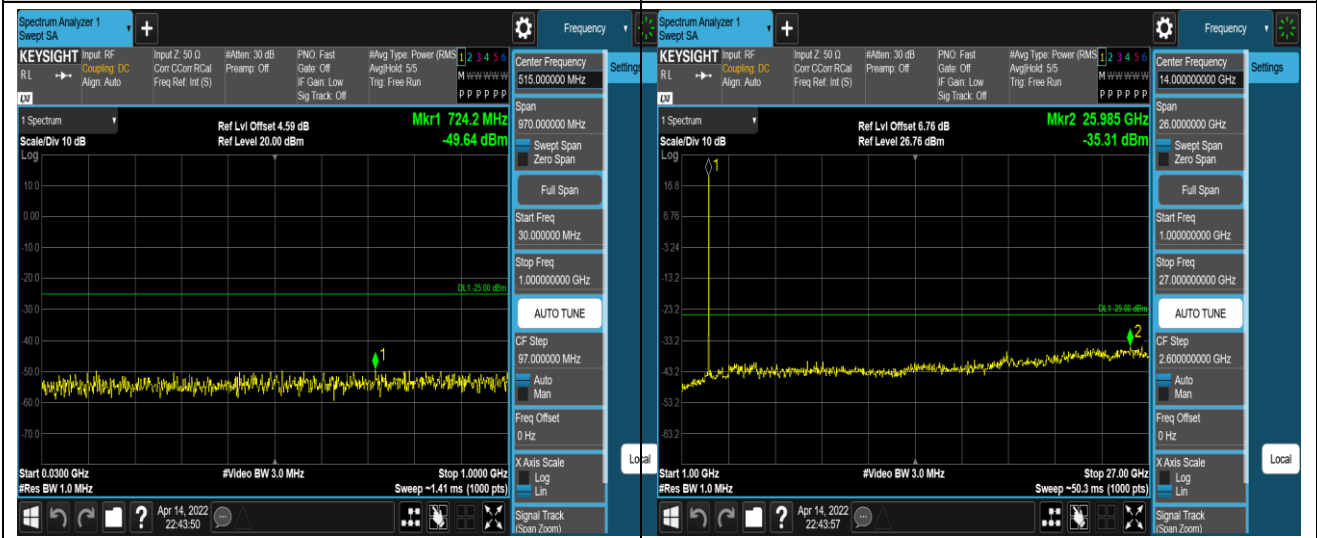 Spectrum Analyzer 1
Swept SA
Frequency
KEYSIGHT
RL
LXI
Input: RF
Coupling: DC
Align: Auto
Input Z: 50 Ω
Corr CCorr RCal
Freq Ref: Int (S)
#Atten: 30 dB
Preamp: Off
PNO: Fast
Gate: Off
IF Gain: Low
Sig Track: Off
#Avg Type: Power (RMS
Avg|Hold: 5/5
Trig: Free Run
1 2 3 4 5 6
M W W W W W
P P P P P P
Center Frequency
515.000000 MHz
Settings
1 Spectrum
Scale/Div 10 dB
Log
Ref Lvl Offset 4.59 dB
Ref Level 20.00 dBm
Mkr1 724.2 MHz
-49.64 dBm
Span
970.000000 MHz
Swept Span
Zero Span
Full Span
Start Freq
30.000000 MHz
Stop Freq
1.000000000 GHz
AUTO TUNE
CF Step
97.000000 MHz
Auto
Man
Freq Offset
0 Hz
X Axis Scale
Log
Lin
Signal Track
(Span Zoom)
Local
10.0
0.00
-10.0
-20.0
DL1 -25.00 dBm
-30.0
-40.0
1
-50.0
-60.0
-70.0
Start 0.0300 GHz
#Res BW 1.0 MHz
#Video BW 3.0 MHz
Stop 1.0000 GHz
Sweep ~1.41 ms (1000 pts)
?
Apr 14, 2022
22:43:50
Spectrum Analyzer 1
Swept SA
Frequency
KEYSIGHT
RL
LXI
Input: RF
Coupling: DC
Align: Auto
Input Z: 50 Ω
Corr CCorr RCal
Freq Ref: Int (S)
#Atten: 30 dB
Preamp: Off
PNO: Fast
Gate: Off
IF Gain: Low
Sig Track: Off
#Avg Type: Power (RMS
Avg|Hold: 5/5
Trig: Free Run
1 2 3 4 5 6
M W W W W W
P P P P P P
Center Frequency
14.000000000 GHz
Settings
1 Spectrum
Scale/Div 10 dB
Log
Ref Lvl Offset 6.76 dB
Ref Level 26.76 dBm
Mkr2 25.985 GHz
-35.31 dBm
Span
26.0000000 GHz
Swept Span
Zero Span
Full Span
Start Freq
1.000000000 GHz
Stop Freq
27.000000000 GHz
AUTO TUNE
CF Step
2.600000000 GHz
Auto
Man
Freq Offset
0 Hz
X Axis Scale
Log
Lin
Signal Track
(Span Zoom)
Local
1
16.8
6.76
-3.24
-13.2
-23.2
DL1 -25.00 dBm
-33.2
2
-43.2
-53.2
-63.2
Start 1.00 GHz
#Res BW 1.0 MHz
#Video BW 3.0 MHz
Stop 27.00 GHz
Sweep ~50.3 ms (1000 pts)
?
Apr 14, 2022
22:43:57